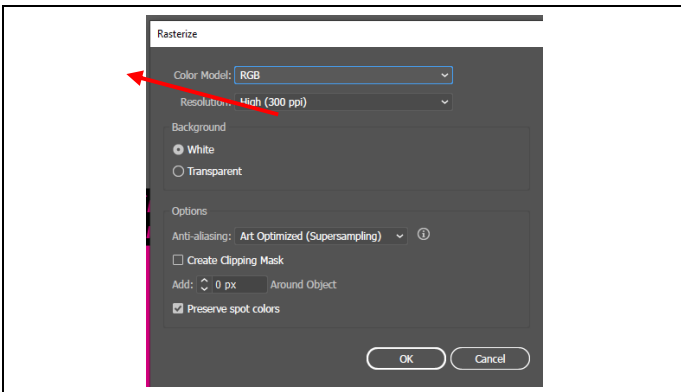 Rasterize
Color Model: RGB
Resolution: High (300 ppi)
Background
White
Transparent
Options
Anti-aliasing: Art Optimized (Supersampling)
Create Clipping Mask
Add: 0 px Around Object
Preserve spot colors
OK Cancel